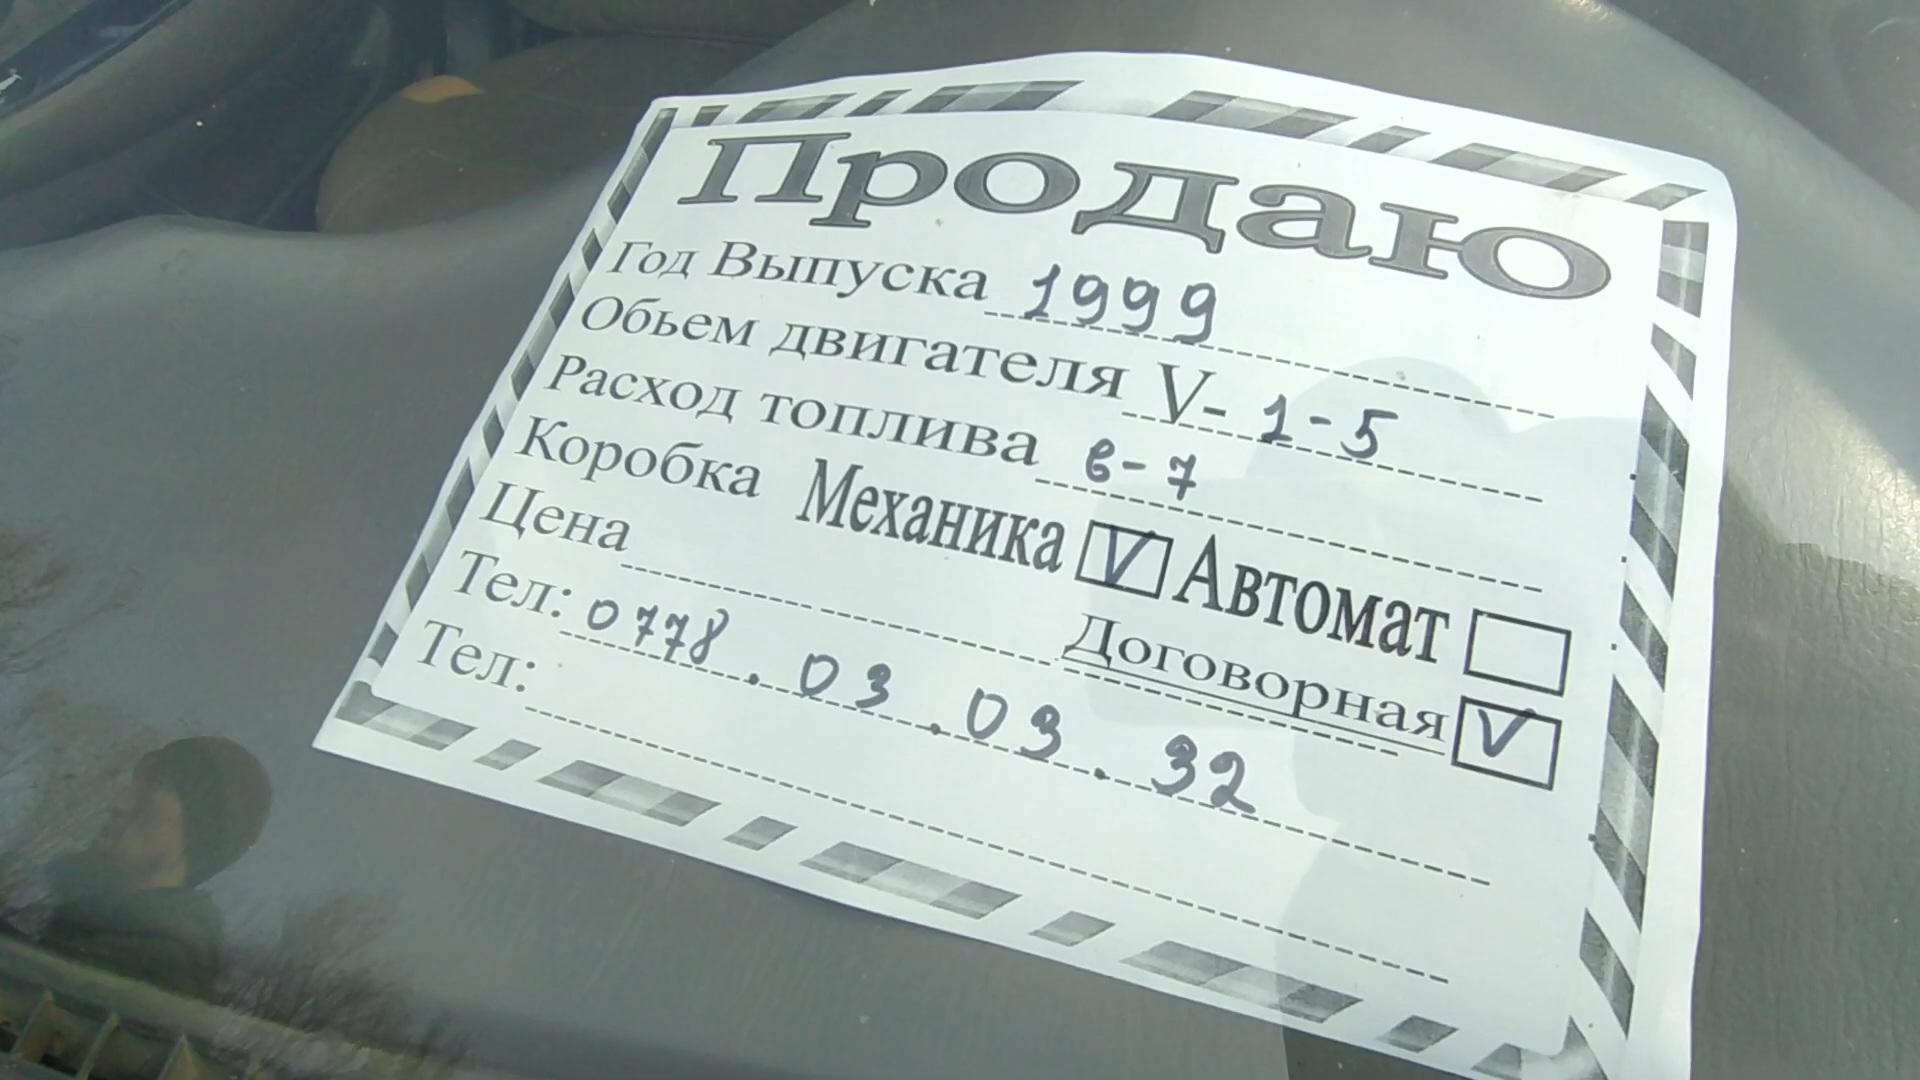 Продаю
Год Выпуска 1999
Обьем двигателя V- 1-5
Расход топлива 6-7
Коробка Механика V Автомат
Цена Договорная V
Тел: 0778.03.03.32
Тел: